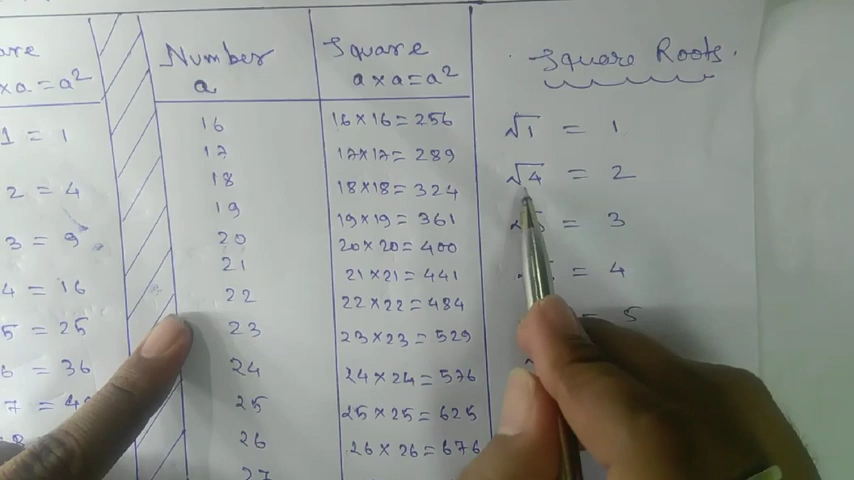 are
x a = a²
1 = 1
2 = 4
3 = 9
4 = 16
5 = 25
6 = 36
7 =
Number
a
16
17
18
19
20
21
22
23
24
25
26
27
Square
a x a = a²
16 x 16 = 256
17 x 17 = 289
18 x 18 = 324
19 x 19 = 361
20 x 20 = 400
21 x 21 = 441
22 x 22 = 484
23 x 23 = 529
24 x 24 = 576
25 x 25 = 625
26 x 26 = 676
Square Roots.
√1 = 1
√4 = 2
= 3
= 4
= 5